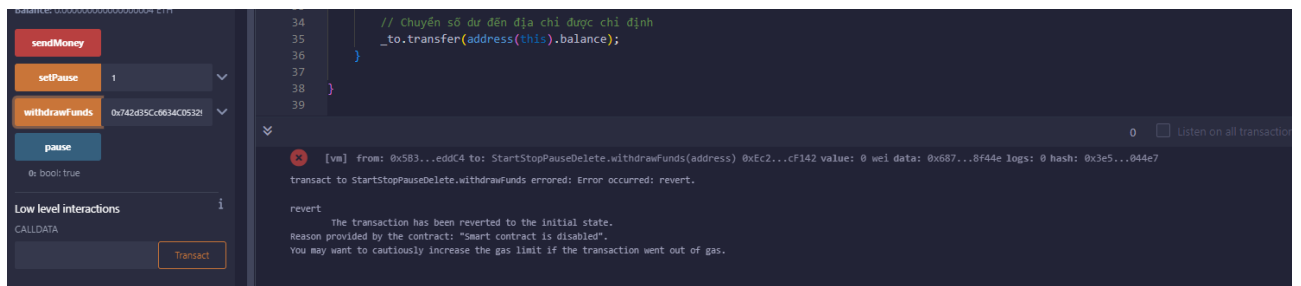 Balance: 0.000000000000000004 ETH
sendMoney
setPause 1
withdrawFunds 0x742d35Cc6634C0532!
pause
0: bool: true
Low level interactions i
CALLDATA
Transact
34 // Chuyển số dư đến địa chỉ được chỉ định
35 _to.transfer(address(this).balance);
36 }
37
38 }
39
0 Listen on all transaction
[vm] from: 0x5B3...eddC4 to: StartStopPauseDelete.withdrawFunds(address) 0xEc2...cF142 value: 0 wei data: 0x687...8f44e logs: 0 hash: 0x3e5...044e7
transact to StartStopPauseDelete.withdrawFunds errored: Error occurred: revert.
revert
The transaction has been reverted to the initial state.
Reason provided by the contract: "Smart contract is disabled".
You may want to cautiously increase the gas limit if the transaction went out of gas.